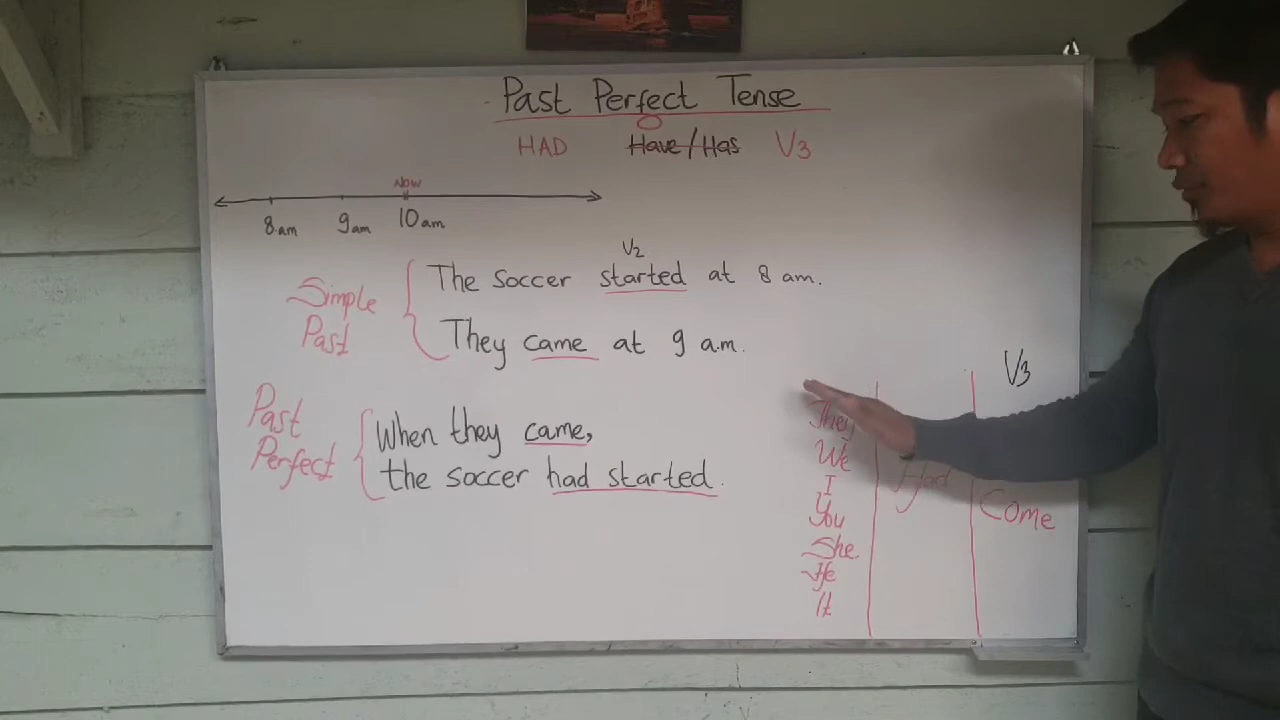 Past Perfect Tense
HAD Have/Has V3
NOW
8am 9am 10am
V2
Simple
Past
The soccer started at 8 am.
They came at 9 a.m.
Past
Perfect
When they came,
the soccer had started.
V3
They
We
I
You
She
He
It
Had
Come